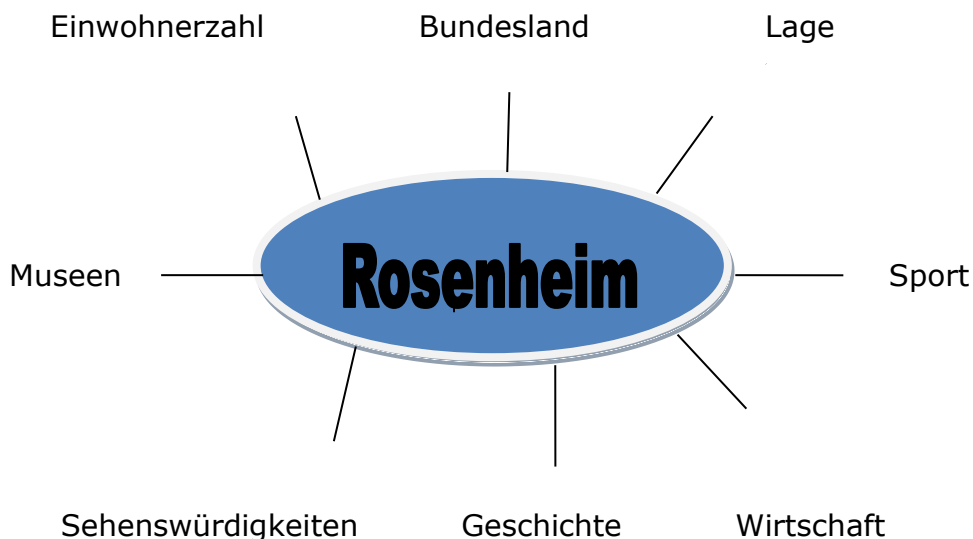 Einwohnerzahl Bundesland Lage
Museen Rosenheim Sport
Sehenswürdigkeiten Geschichte Wirtschaft